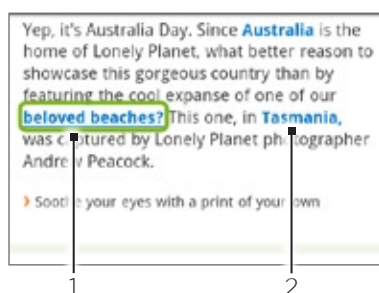 Yep, it's Australia Day. Since Australia is the
home of Lonely Planet, what better reason to
showcase this gorgeous country than by
featuring the cool expanse of one of our
beloved beaches? This one, in Tasmania,
was captured by Lonely Planet photographer
Andrew Peacock.
› Soothe your eyes with a print of your own
1 2